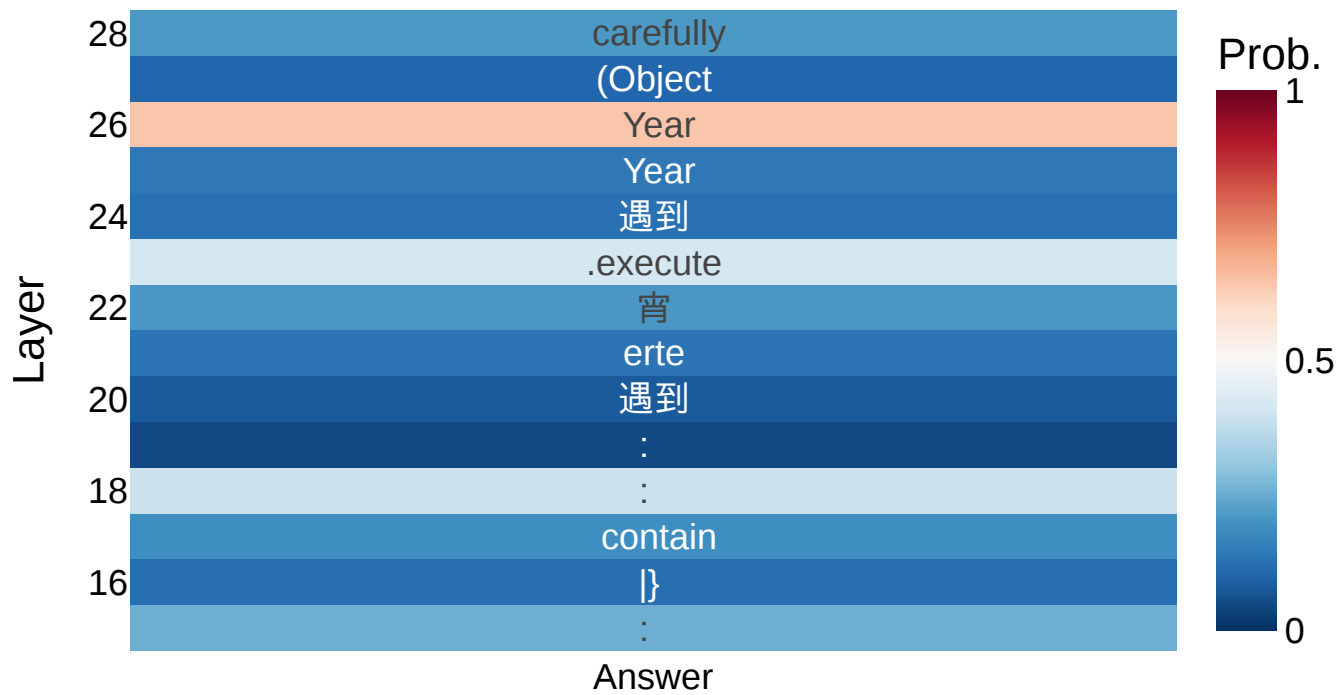 28
carefully
Prob.
(Object
1
26
Year
Year
24
遇到
.execute
Layer
22
宵
0.5
erte
20
遇到
:
18
:
contain
16
|}
:
0
Answer